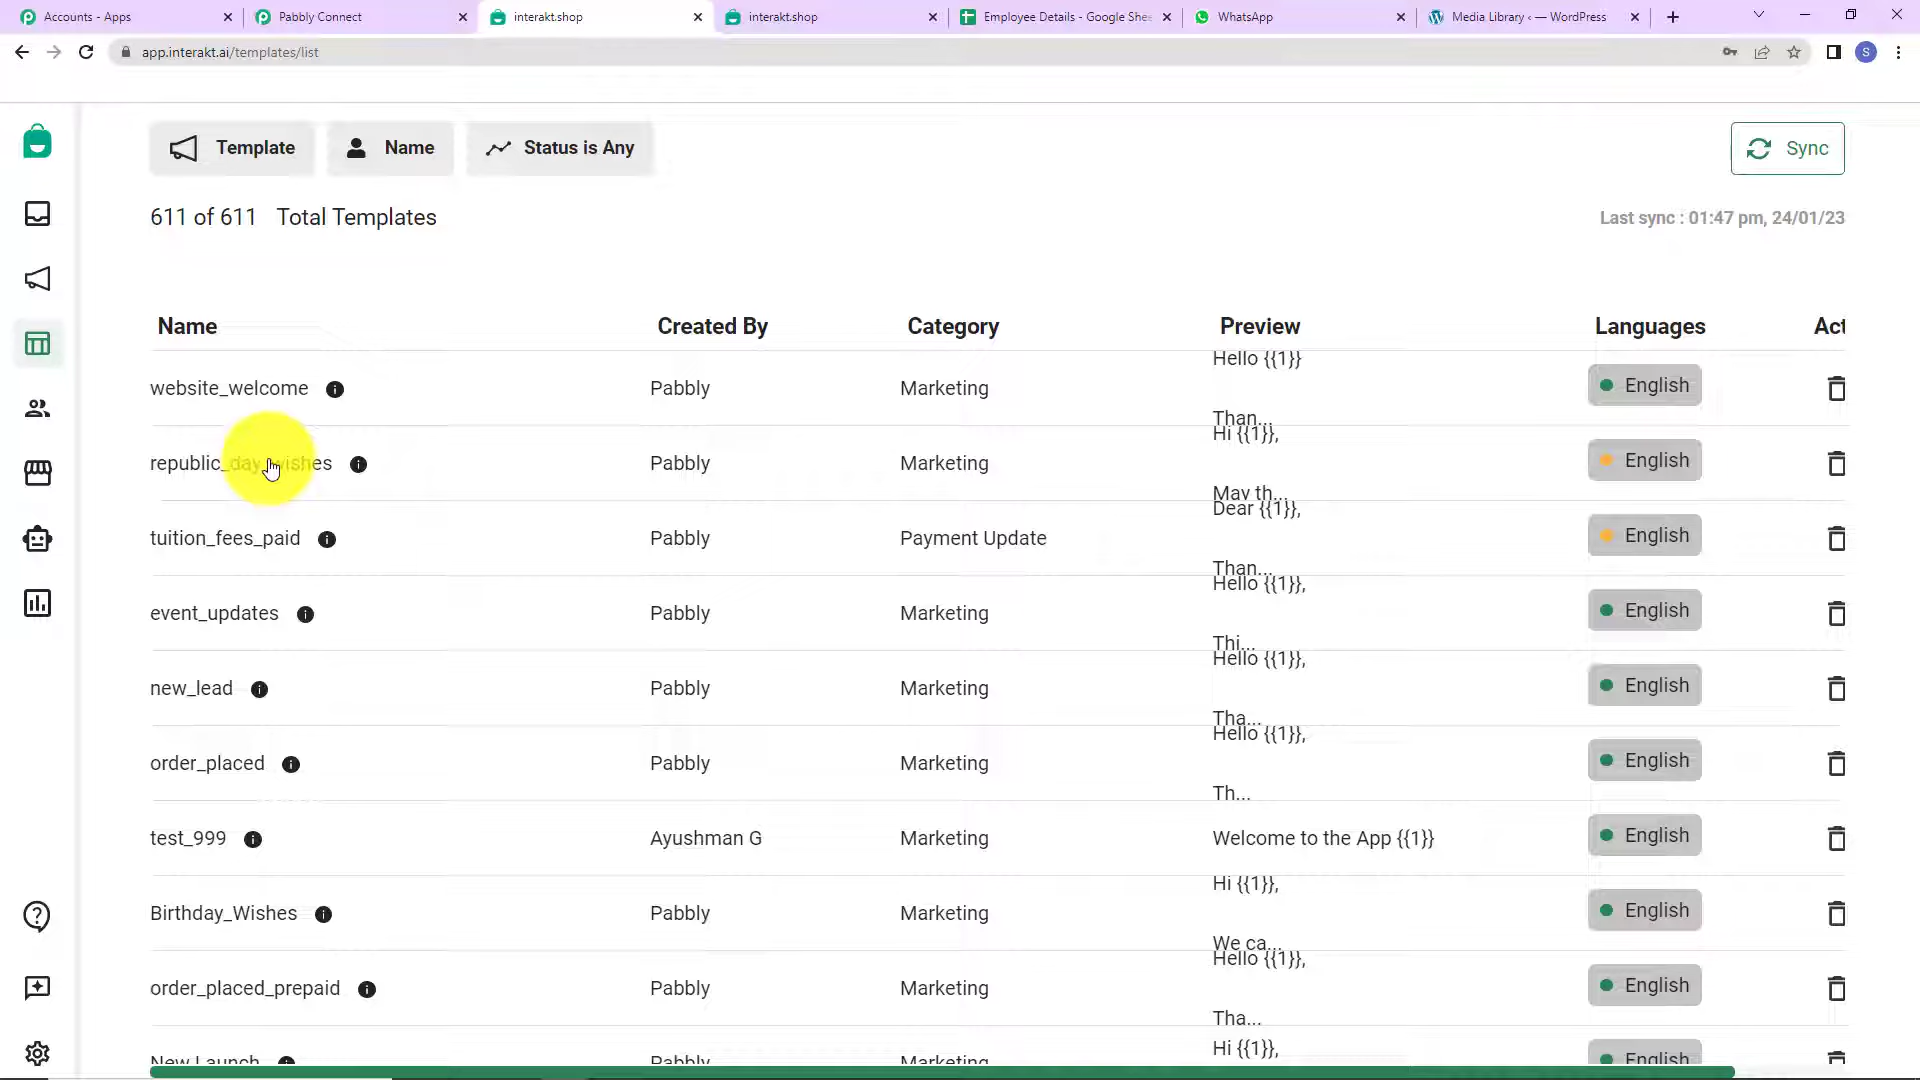 Accounts - Apps
Pabbly Connect
interakt.shop
interakt.shop
Employee Details - Google Shee
WhatsApp
Media Library ‹ — WordPress
app.interakt.ai/templates/list
S
Template
Name
Status is Any
Sync
611 of 611 Total Templates
Last sync : 01:47 pm, 24/01/23
Name Created By Category Preview Languages Act
website_welcome Pabbly Marketing Hello {{1}} Than... English
republic_day_wishes Pabbly Marketing Hi {{1}}, May th... English
tuition_fees_paid Pabbly Payment Update Dear {{1}}, Than... English
event_updates Pabbly Marketing Hello {{1}}, Thi... English
new_lead Pabbly Marketing Hello {{1}}, Tha... English
order_placed Pabbly Marketing Hello {{1}}, Th... English
test_999 Ayushman G Marketing Welcome to the App {{1}} English
Birthday_Wishes Pabbly Marketing Hi {{1}}, We ca... English
order_placed_prepaid Pabbly Marketing Hello {{1}}, Tha... English
New Launch Pabbly Marketing Hi {{1}}, English